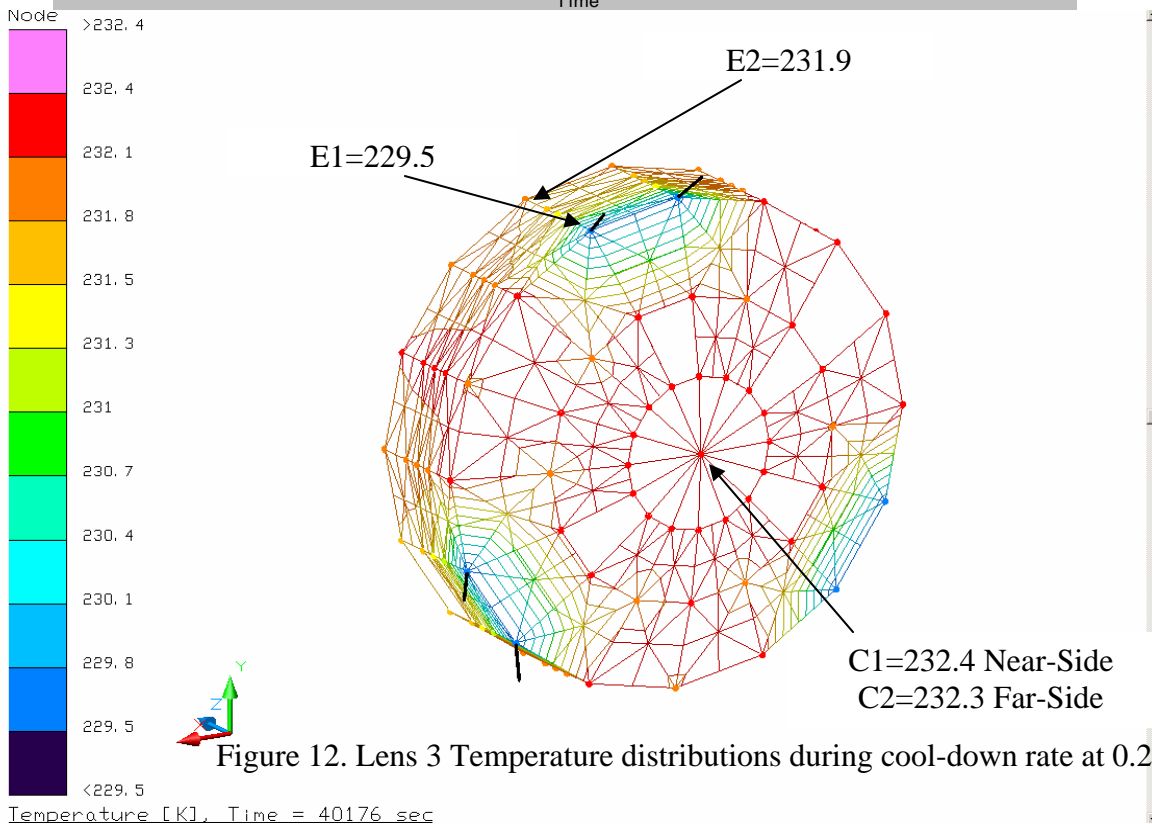 Time
Node
>232.4
232.4
232.1
231.8
231.5
231.3
231
230.7
230.4
230.1
229.8
229.5
<229.5
E2=231.9
E1=229.5
C1=232.4 Near-Side
C2=232.3 Far-Side
Y
Z
X
Figure 12. Lens 3 Temperature distributions during cool-down rate at 0.2
Temperature [K], Time = 40176 sec